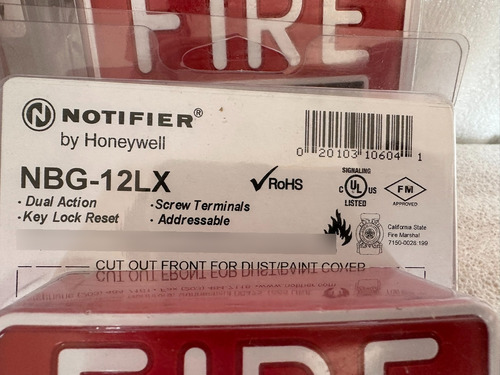 FIRE
NOTIFIER®
by Honeywell
0 20103 10604 1
NBG-12LX
✓RoHS
SIGNALING
C UL US
LISTED
FM
APPROVED
· Dual Action
· Key Lock Reset
· Screw Terminals
· Addressable
California State
Fire Marshal
7150-0028:199
CUT OUT FRONT FOR DUST/PAINT COVER
FIRE